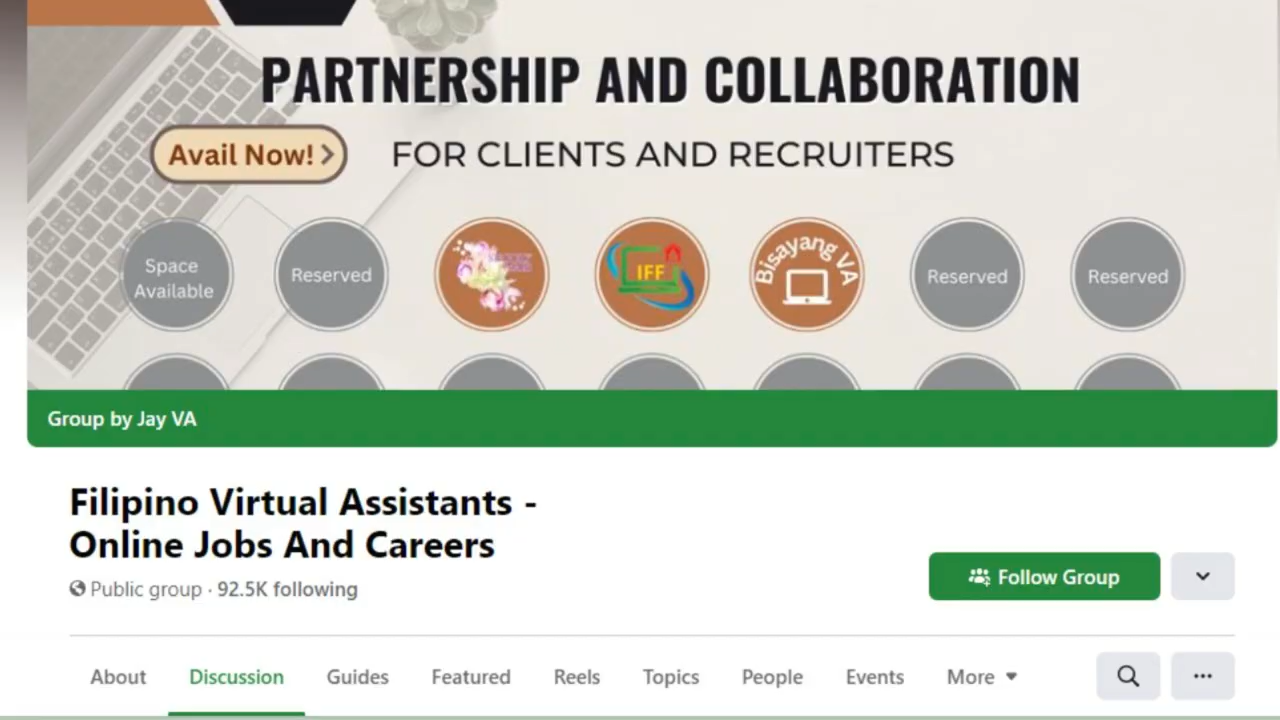 PARTNERSHIP AND COLLABORATION
Avail Now!
FOR CLIENTS AND RECRUITERS
Space
Available
Reserved
IFF
Bisayang VA
Reserved
Reserved
Group by Jay VA
Filipino Virtual Assistants -
Online Jobs And Careers
Public group · 92.5K following
Follow Group
About
Discussion
Guides
Featured
Reels
Topics
People
Events
More